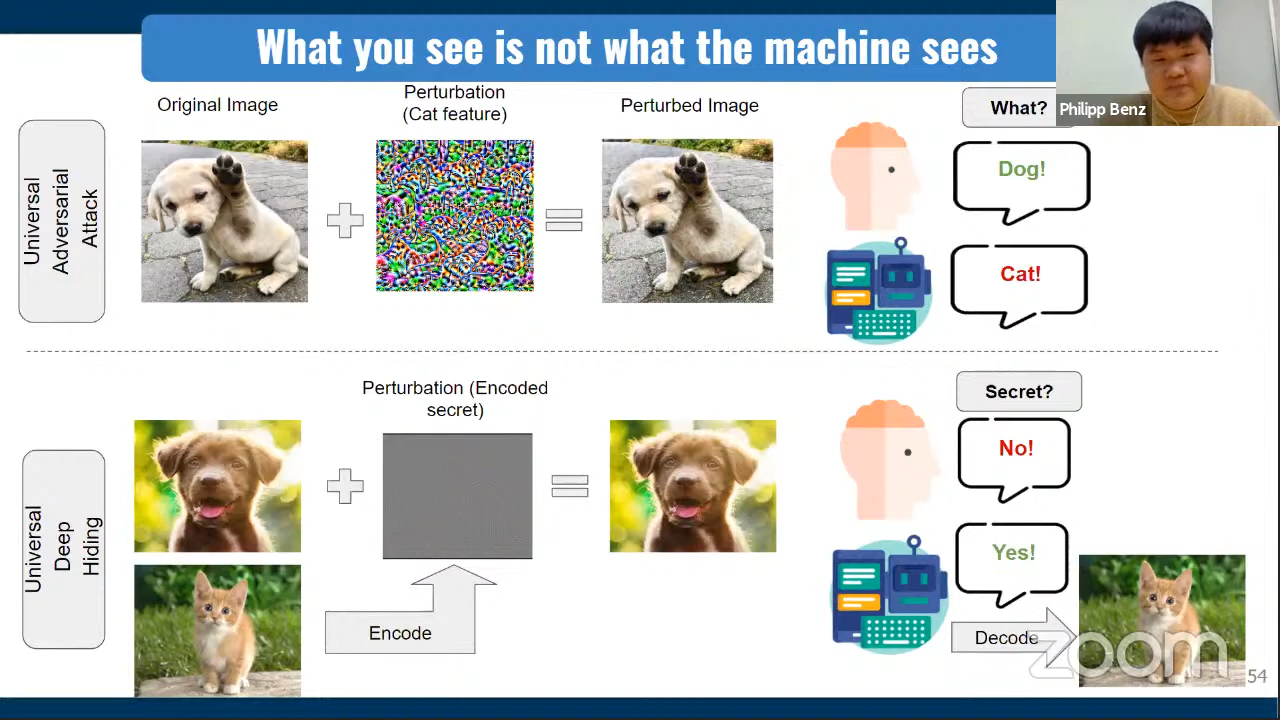 What you see is not what the machine sees
Philipp Benz
Original Image
Perturbation
(Cat feature)
Perturbed Image
What?
Universal
Adversarial
Attack
Dog!
Cat!
Perturbation (Encoded
secret)
Secret?
Universal
Deep
Hiding
No!
Yes!
Encode
Decode
zoom
54